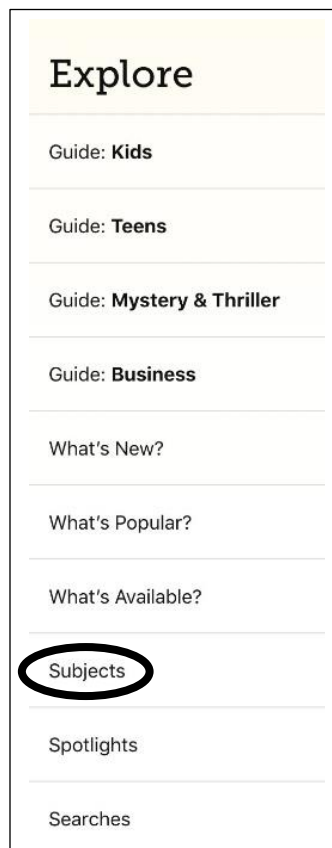 Explore
Guide: Kids
Guide: Teens
Guide: Mystery & Thriller
Guide: Business
What's New?
What's Popular?
What's Available?
Subjects
Spotlights
Searches